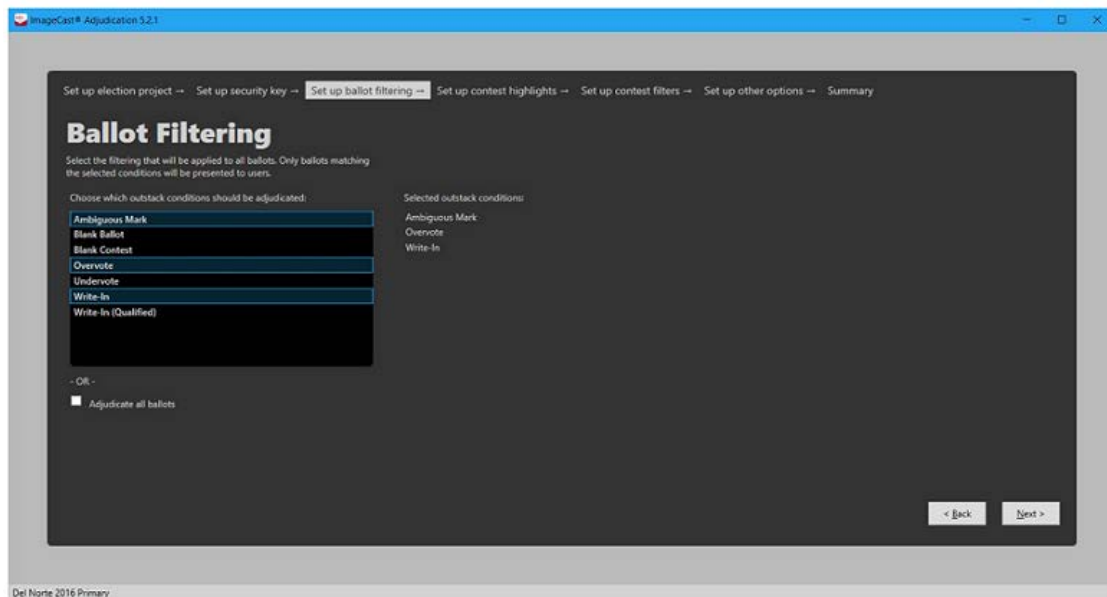 ImageCast® Adjudication 5.2.1
Set up election project → Set up security key → Set up ballot filtering → Set up contest highlights → Set up contest filters → Set up other options → Summary
Ballot Filtering
Select the filtering that will be applied to all ballots. Only ballots matching
the selected conditions will be presented to users.
Choose which outstack conditions should be adjudicated:
Ambiguous Mark
Blank Ballot
Blank Contest
Overvote
Undervote
Write-In
Write-In (Qualified)
- OR -
Adjudicate all ballots
Selected outstack conditions:
Ambiguous Mark
Overvote
Write-In
< Back Next >
Del Norte 2016 Primary